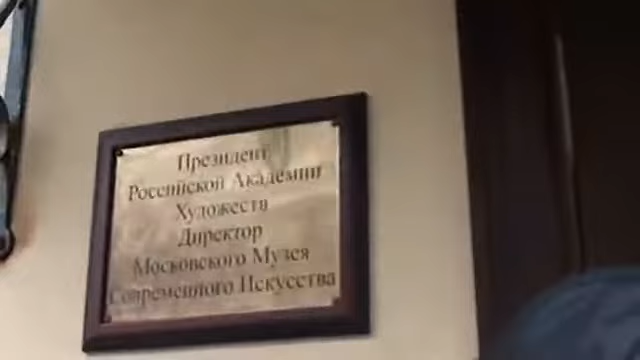 Президент
Российской Академии
Художеств
Директор
Московского Музея
Современного Искусства